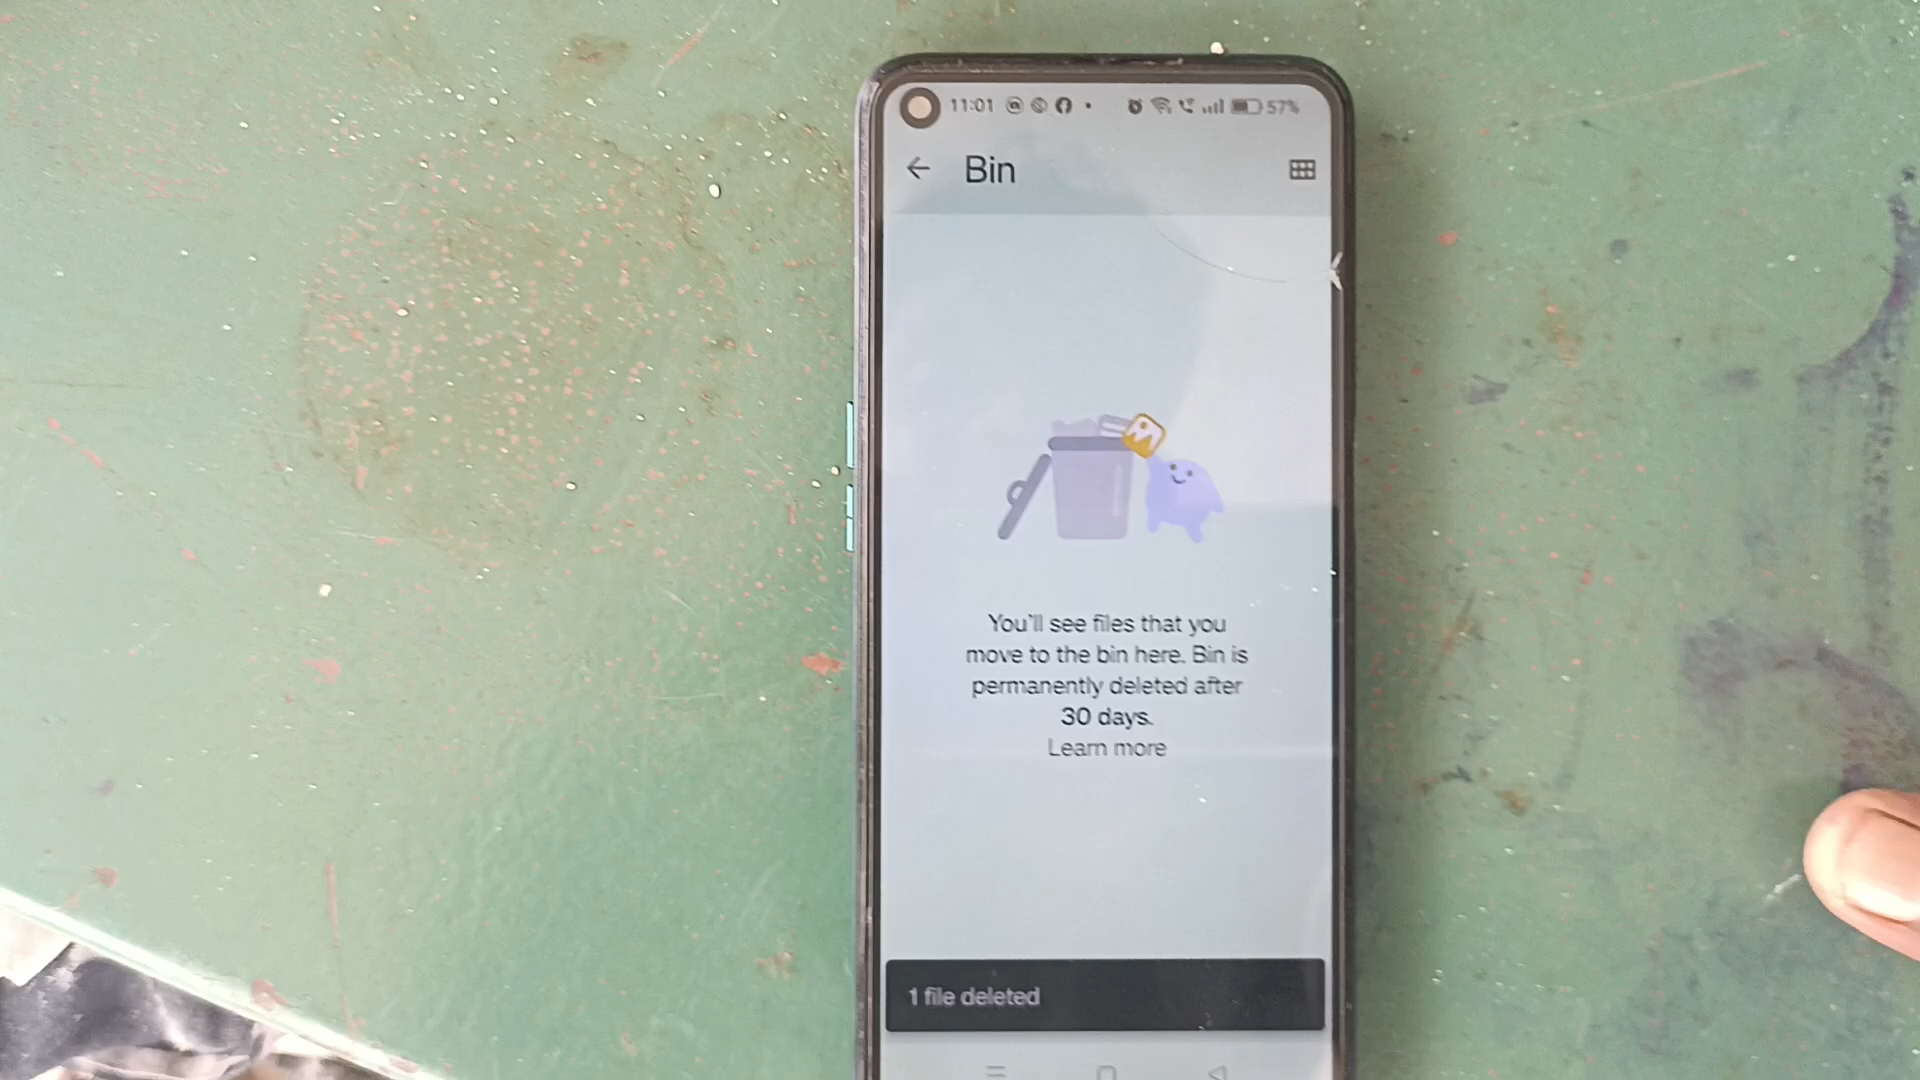 11:01 57%
Bin
You'll see files that you
move to the bin here. Bin is
permanently deleted after
30 days.
Learn more
1 file deleted